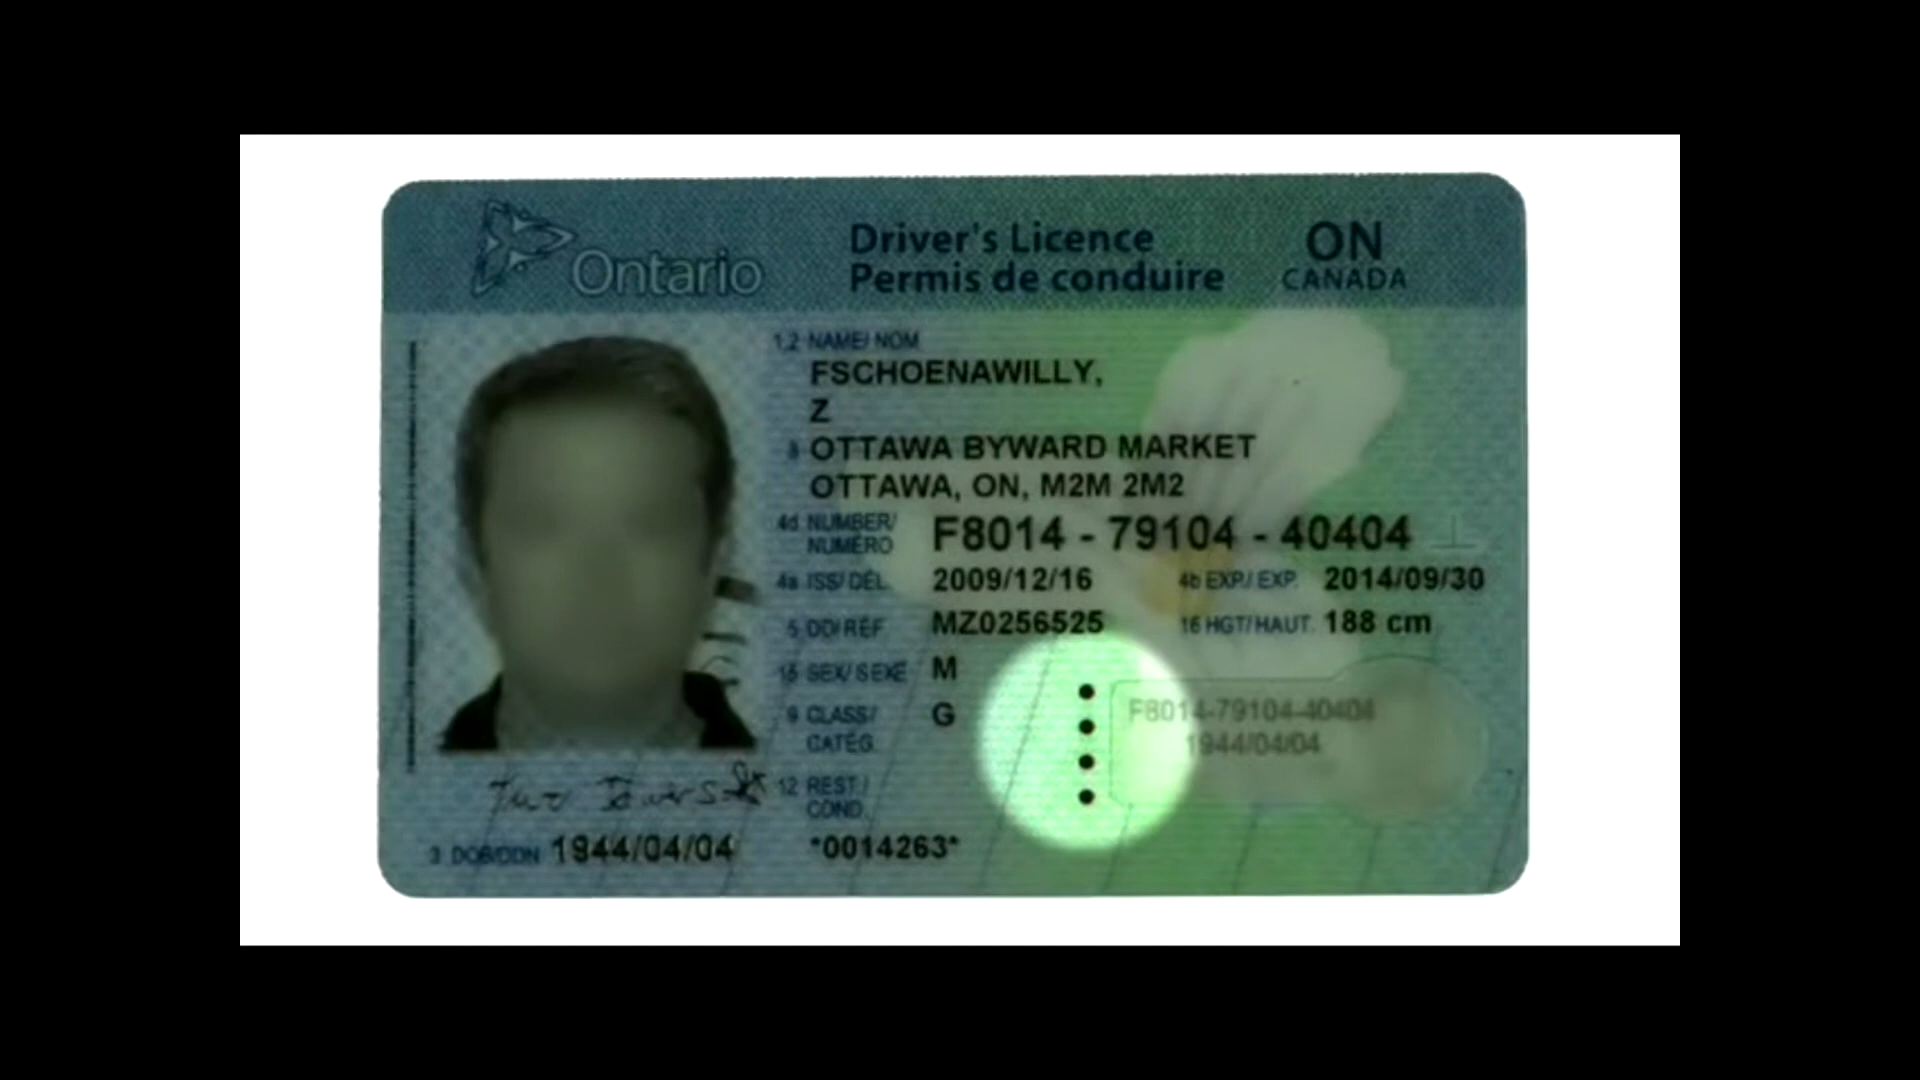 Ontario
Driver's Licence
Permis de conduire
ON
CANADA
1,2 NAME/ NOM
FSCHOENAWILLY,
Z
8 OTTAWA BYWARD MARKET
OTTAWA, ON, M2M 2M2
4d NUMBER/
NUMÉRO
F8014 - 79104 - 40404
4a ISS/ DÉL. 2009/12/16 4b EXP./ EXP. 2014/09/30
5 DD/RÉF MZ0256525 16 HGT/HAUT. 188 cm
15 SEX/ SEXE M
9 CLASS/
CATÉG. G
F8014-79104-40404
1944/04/04
12 REST./
COND.
3 DOB/DDN 1944/04/04 *0014263*